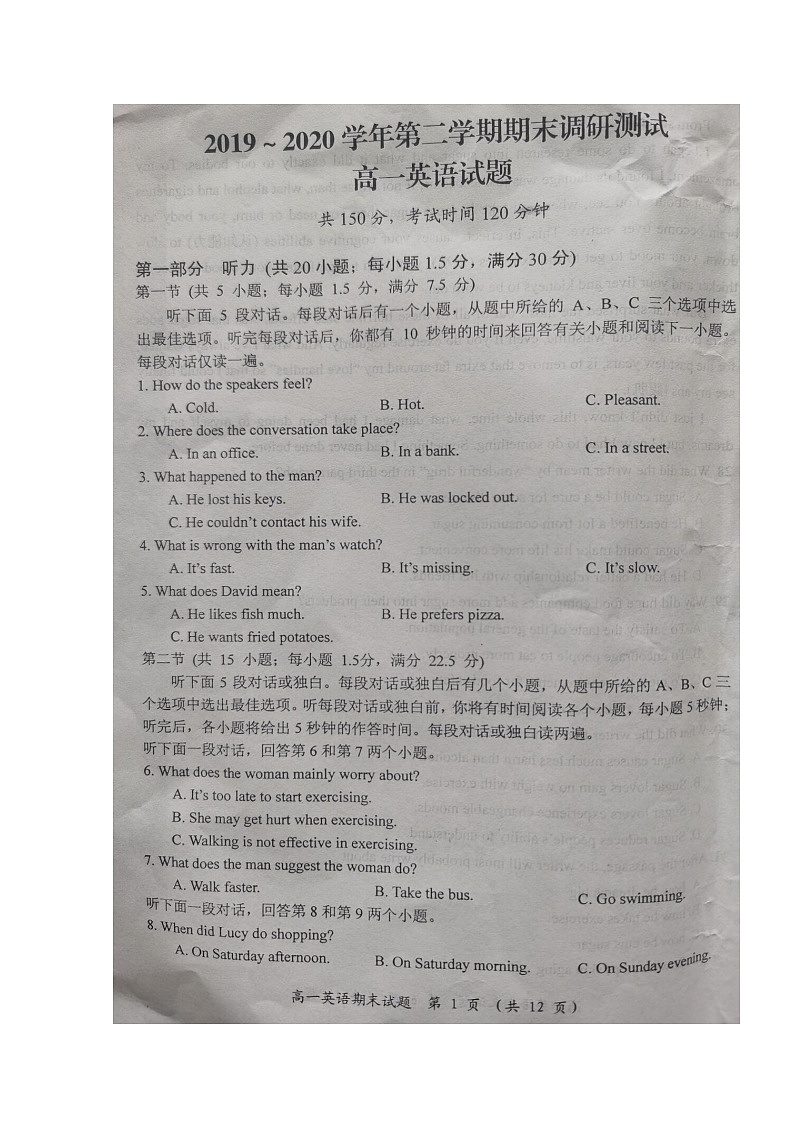 2019 ~ 2020 学年第二学期期末调研测试
高一英语试题
共 150 分，考试时间 120 分钟
第一部分 听力 (共 20 小题；每小题 1.5 分，满分 30 分)
第一节 (共 5 小题；每小题 1.5 分，满分 7.5 分)
听下面 5 段对话。每段对话后有一个小题，从题中所给的 A、B、C 三个选项中选
出最佳选项。听完每段对话后，你都有 10 秒钟的时间来回答有关小题和阅读下一小题。
每段对话仅读一遍。
1. How do the speakers feel?
A. Cold. B. Hot. C. Pleasant.
2. Where does the conversation take place?
A. In an office. B. In a bank. C. In a street.
3. What happened to the man?
A. He lost his keys. B. He was locked out.
C. He couldn't contact his wife.
4. What is wrong with the man's watch?
A. It's fast. B. It's missing. C. It's slow.
5. What does David mean?
A. He likes fish much. B. He prefers pizza.
C. He wants fried potatoes.
第二节 (共 15 小题；每小题 1.5分，满分 22.5 分)
听下面 5 段对话或独白。每段对话或独白后有几个小题，从题中所给的 A、B、C 三
个选项中选出最佳选项。听每段对话或独白前，你将有时间阅读各个小题，每小题 5 秒钟；
听完后，各小题将给出 5 秒钟的作答时间。每段对话或独白读两遍。
听下面一段对话，回答第 6 和第 7 两个小题。
6. What does the woman mainly worry about?
A. It's too late to start exercising.
B. She may get hurt when exercising.
C. Walking is not effective in exercising.
7. What does the man suggest the woman do?
A. Walk faster. B. Take the bus. C. Go swimming.
听下面一段对话，回答第 8 和第 9 两个小题。
8. When did Lucy do shopping?
A. On Saturday afternoon. B. On Saturday morning. C. On Sunday evening.
高一英语期末试题 第 1 页 (共 12 页)